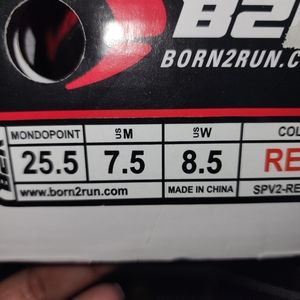 BORN2RUN.C
MONDOPOINT US M US W COL
25.5 7.5 8.5 RE
www.born2run.com MADE IN CHINA SPV2-RE